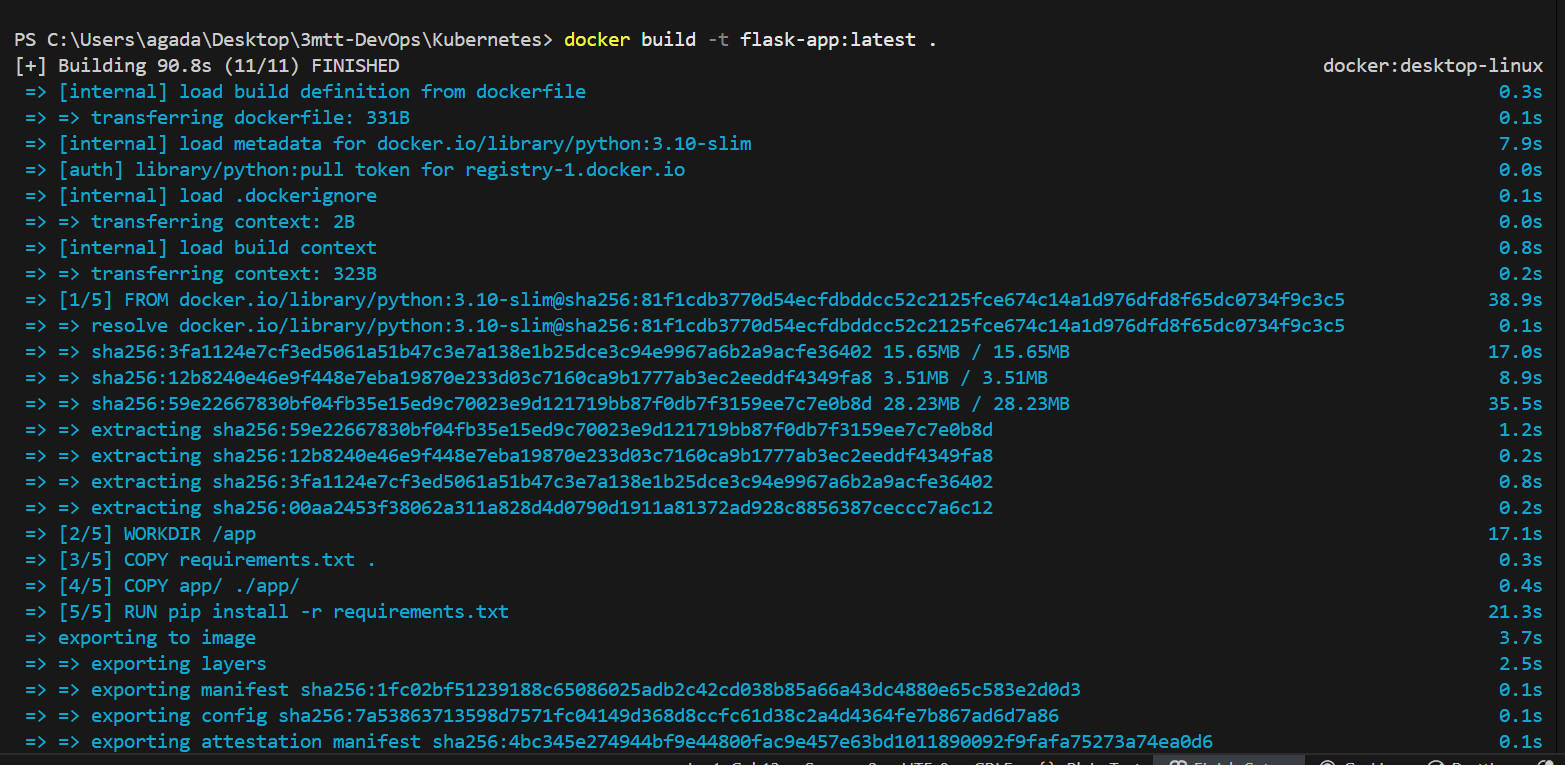 PS C:\Users\agada\Desktop\3mtt-DevOps\Kubernetes> docker build -t flask-app:latest .
[+] Building 90.8s (11/11) FINISHED docker:desktop-linux
=> [internal] load build definition from dockerfile 0.3s
=> => transferring dockerfile: 331B 0.1s
=> [internal] load metadata for docker.io/library/python:3.10-slim 7.9s
=> [auth] library/python:pull token for registry-1.docker.io 0.0s
=> [internal] load .dockerignore 0.1s
=> => transferring context: 2B 0.0s
=> [internal] load build context 0.8s
=> => transferring context: 323B 0.2s
=> [1/5] FROM docker.io/library/python:3.10-slim@sha256:81f1cdb3770d54ecfdbddcc52c2125fce674c14a1d976dfd8f65dc0734f9c3c5 38.9s
=> => resolve docker.io/library/python:3.10-slim@sha256:81f1cdb3770d54ecfdbddcc52c2125fce674c14a1d976dfd8f65dc0734f9c3c5 0.1s
=> => sha256:3fa1124e7cf3ed5061a51b47c3e7a138e1b25dce3c94e9967a6b2a9acfe36402 15.65MB / 15.65MB 17.0s
=> => sha256:12b8240e46e9f448e7eba19870e233d03c7160ca9b1777ab3ec2eeddf4349fa8 3.51MB / 3.51MB 8.9s
=> => sha256:59e22667830bf04fb35e15ed9c70023e9d121719bb87f0db7f3159ee7c7e0b8d 28.23MB / 28.23MB 35.5s
=> => extracting sha256:59e22667830bf04fb35e15ed9c70023e9d121719bb87f0db7f3159ee7c7e0b8d 1.2s
=> => extracting sha256:12b8240e46e9f448e7eba19870e233d03c7160ca9b1777ab3ec2eeddf4349fa8 0.2s
=> => extracting sha256:3fa1124e7cf3ed5061a51b47c3e7a138e1b25dce3c94e9967a6b2a9acfe36402 0.8s
=> => extracting sha256:00aa2453f38062a311a828d4d0790d1911a81372ad928c8856387ceccc7a6c12 0.2s
=> [2/5] WORKDIR /app 17.1s
=> [3/5] COPY requirements.txt . 0.3s
=> [4/5] COPY app/ ./app/ 0.4s
=> [5/5] RUN pip install -r requirements.txt 21.3s
=> exporting to image 3.7s
=> => exporting layers 2.5s
=> => exporting manifest sha256:1fc02bf51239188c65086025adb2c42cd038b85a66a43dc4880e65c583e2d0d3 0.1s
=> => exporting config sha256:7a53863713598d7571fc04149d368d8ccfc61d38c2a4d4364fe7b867ad6d7a86 0.1s
=> => exporting attestation manifest sha256:4bc345e274944bf9e44800fac9e457e63bd1011890092f9fafa75273a74ea0d6 0.1s